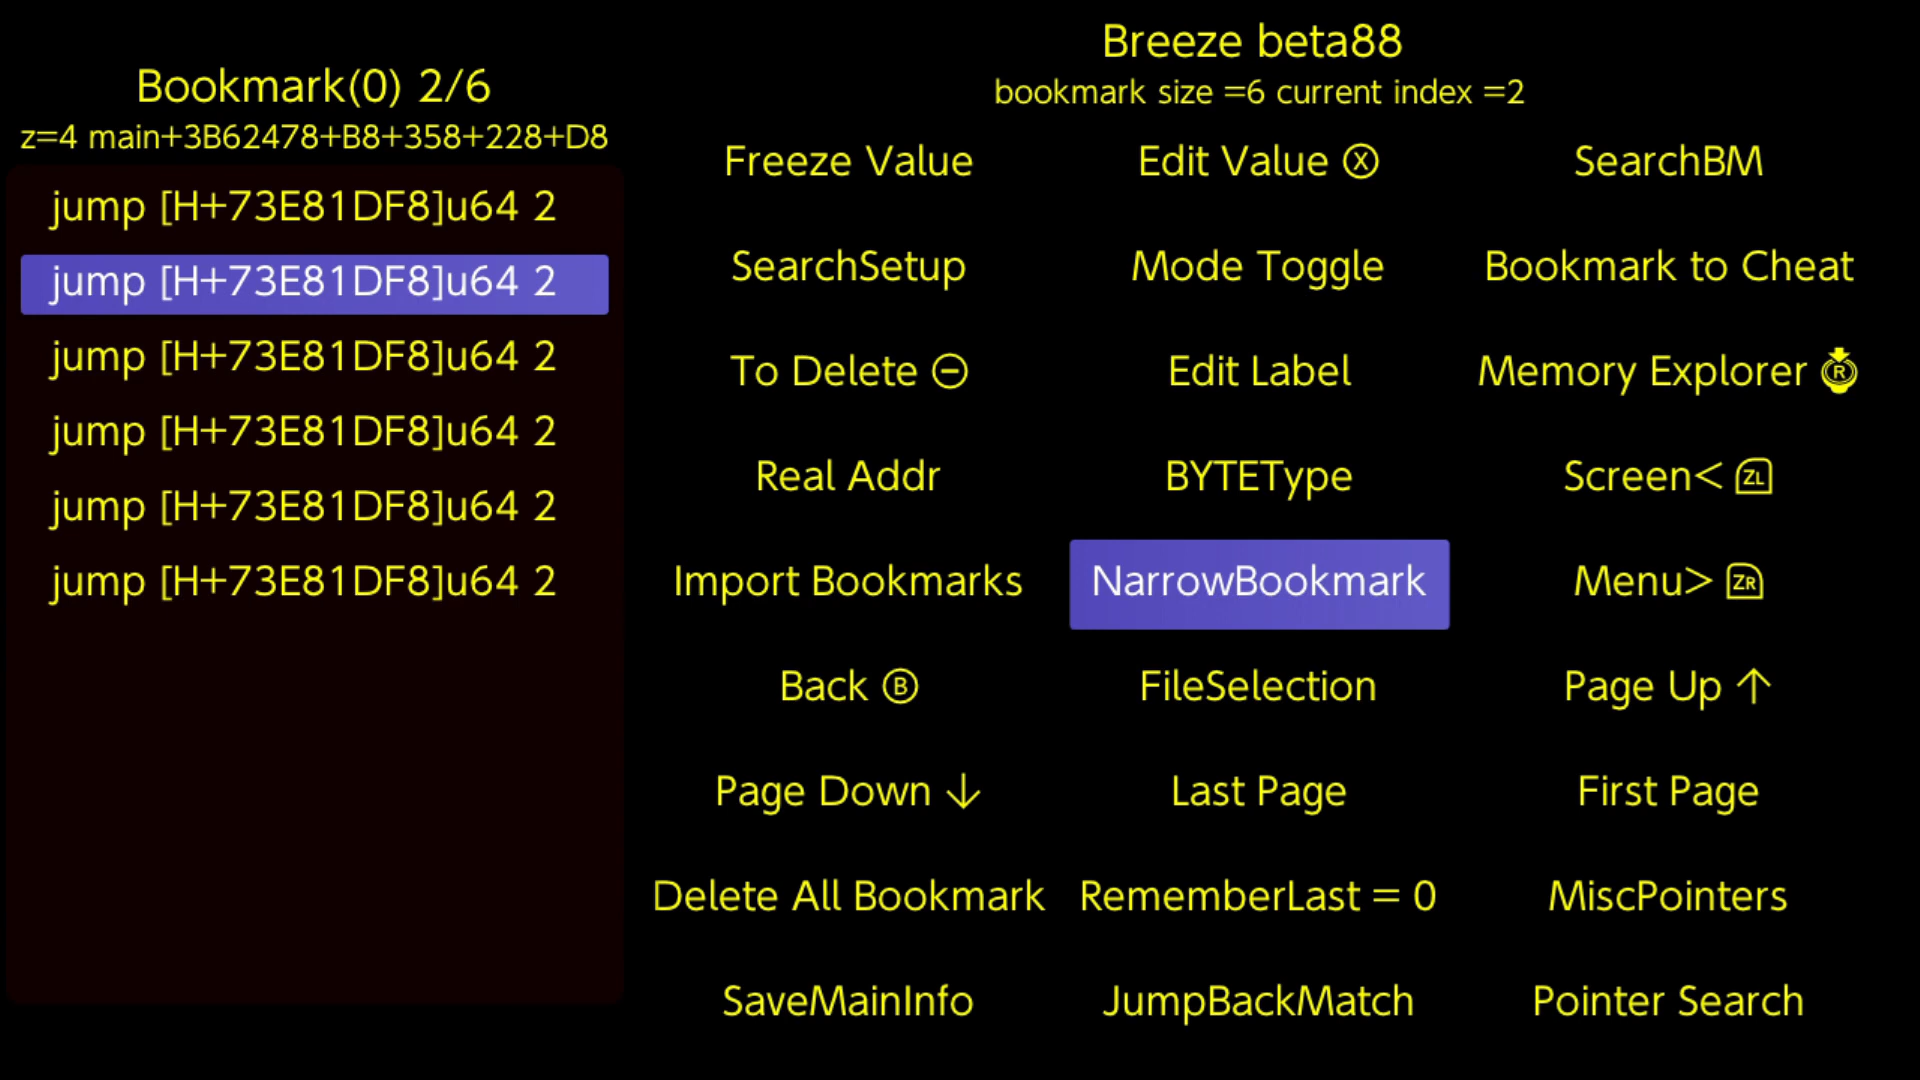 Bookmark(0) 2/6
z=4 main+3B62478+B8+358+228+D8
jump [H+73E81DF8]u64 2
jump [H+73E81DF8]u64 2
jump [H+73E81DF8]u64 2
jump [H+73E81DF8]u64 2
jump [H+73E81DF8]u64 2
jump [H+73E81DF8]u64 2
Breeze beta88
bookmark size =6 current index =2
Freeze Value Edit Value Ⓧ SearchBM
SearchSetup Mode Toggle Bookmark to Cheat
To Delete ⊖ Edit Label Memory Explorer R
Real Addr BYTEType Screen< ZL
Import Bookmarks NarrowBookmark Menu> ZR
Back Ⓑ FileSelection Page Up ↑
Page Down ↓ Last Page First Page
Delete All Bookmark RememberLast = 0 MiscPointers
SaveMainInfo JumpBackMatch Pointer Search